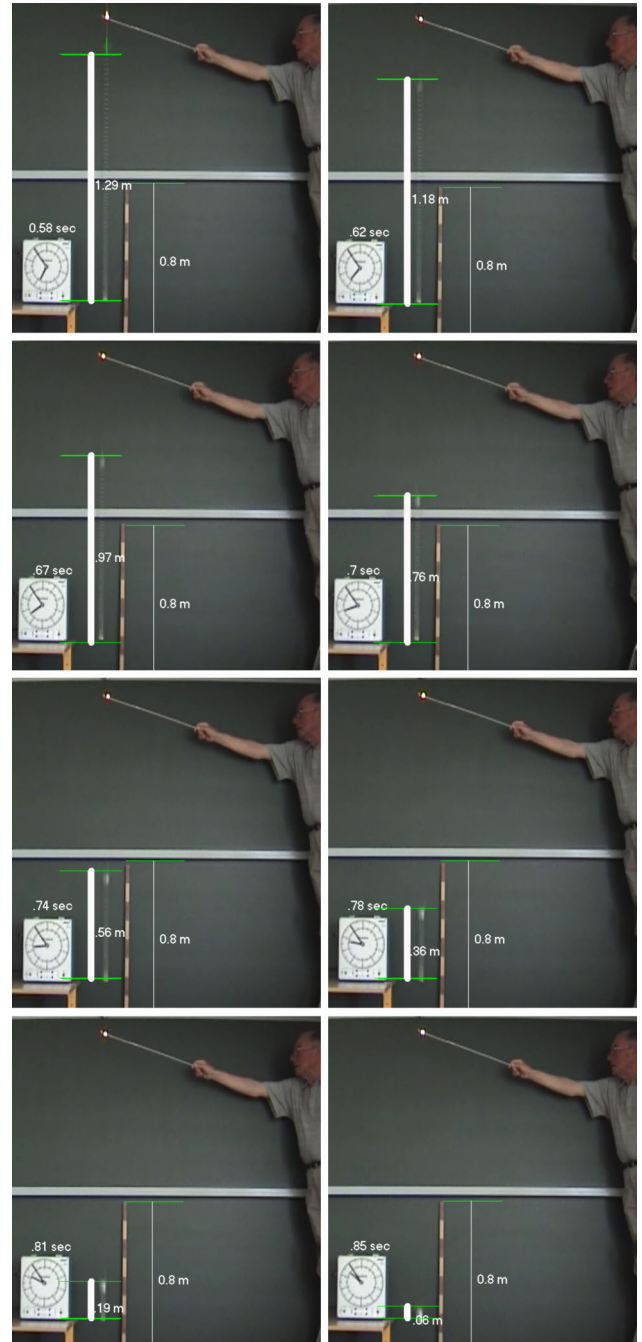 0.58 sec
1.29 m
0.8 m
.62 sec
1.18 m
0.8 m
.67 sec
.97 m
0.8 m
.7 sec
.76 m
0.8 m
.74 sec
.56 m
0.8 m
.78 sec
.36 m
0.8 m
.81 sec
.19 m
0.8 m
.85 sec
.06 m
0.8 m